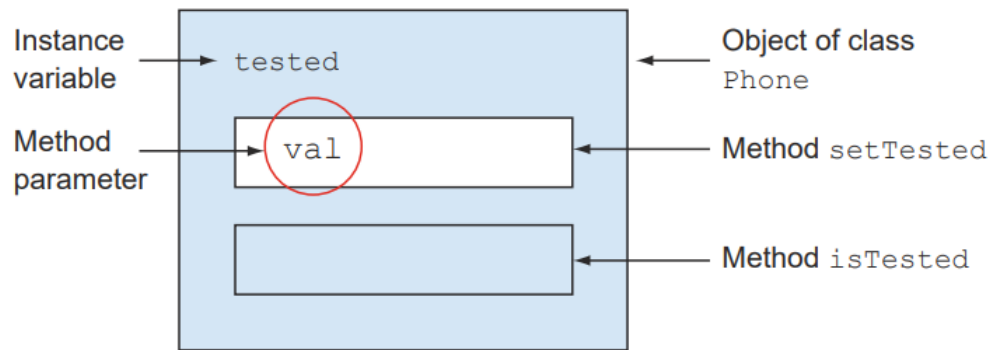 Instance
variable
tested
Object of class
Phone
Method
parameter
val
Method setTested
Method isTested